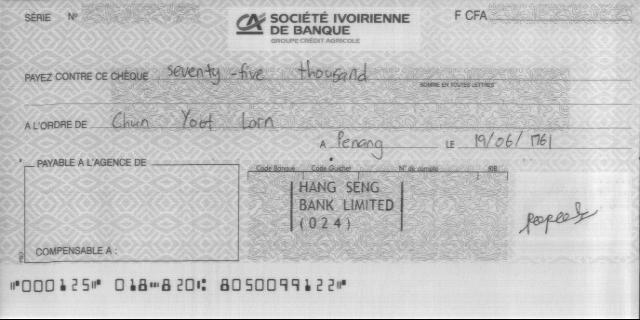 SÉRIE N°
SOCIÉTÉ IVOIRIENNE
DE BANQUE
GROUPE CRÉDIT AGRICOLE
F CFA
PAYEZ CONTRE CE CHÈQUE seventy-five thousand
SOMME EN TOUTES LETTRES
A L'ORDRE DE Chun Yoot Lorn
A Penang LE 19/06/1761
PAYABLE A L'AGENCE DE
Code Banque Code Guichet N° de compte RIB
HANG SENG
BANK LIMITED
(024)
COMPENSABLE A :
⑈000125⑈ 018⑉820⑆ 8050099122⑈